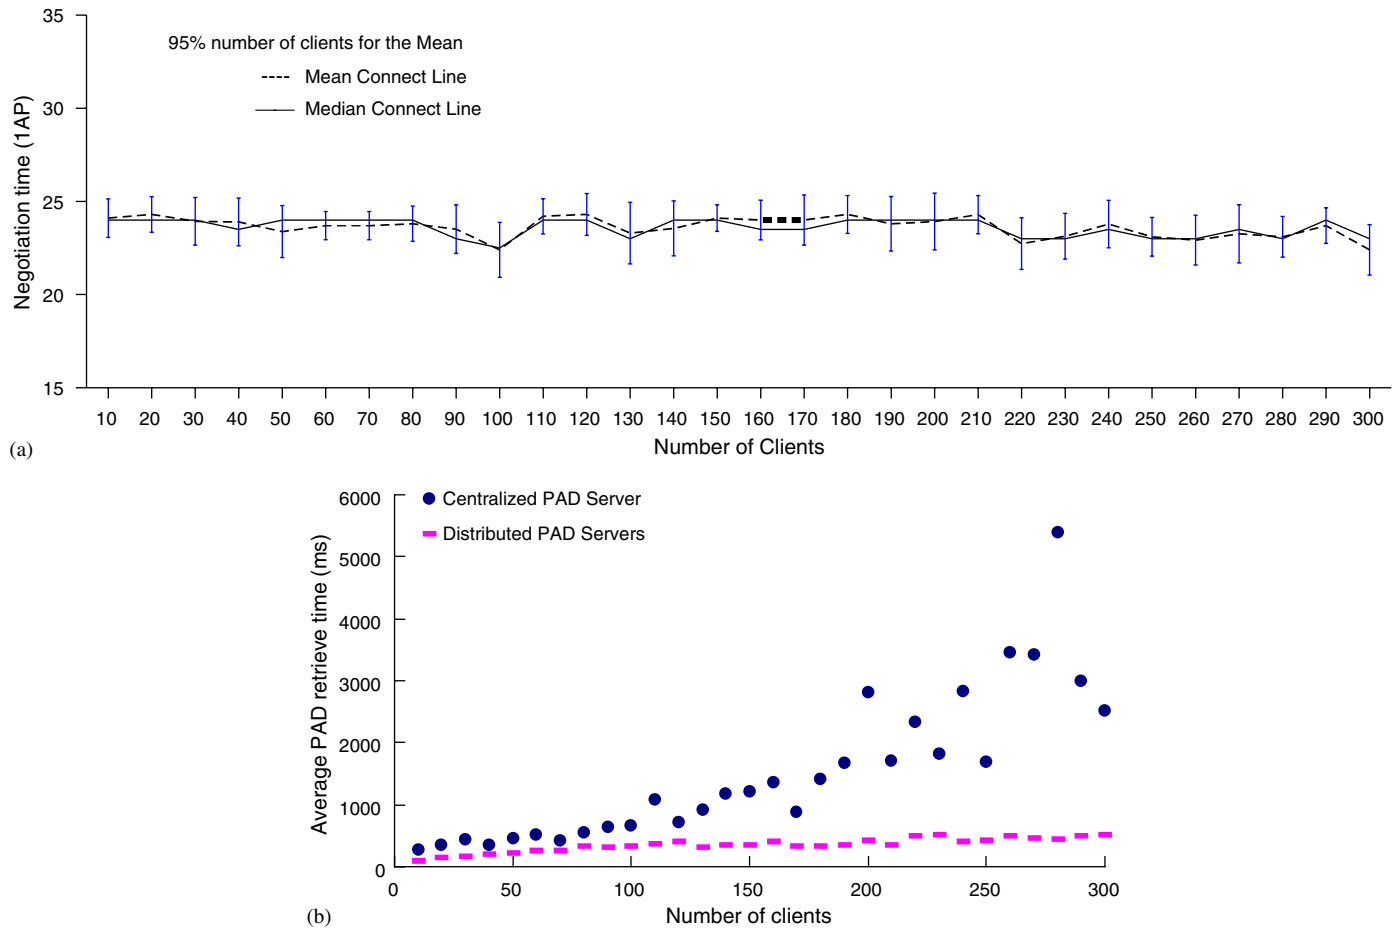 35
95% number of clients for the Mean
Mean Connect Line
Median Connect Line
30
25
20
15
Negotiation time (1AP)
10 20 30 40 50 60 70 80 90 100 110 120 130 140 150 160 170 180 190 200 210 220 230 240 250 260 270 280 290 300
Number of Clients
(a)
6000
Centralized PAD Server
Distributed PAD Servers
5000
4000
3000
2000
1000
0
Average PAD retrieve time (ms)
0 50 100 150 200 250 300
Number of clients
(b)